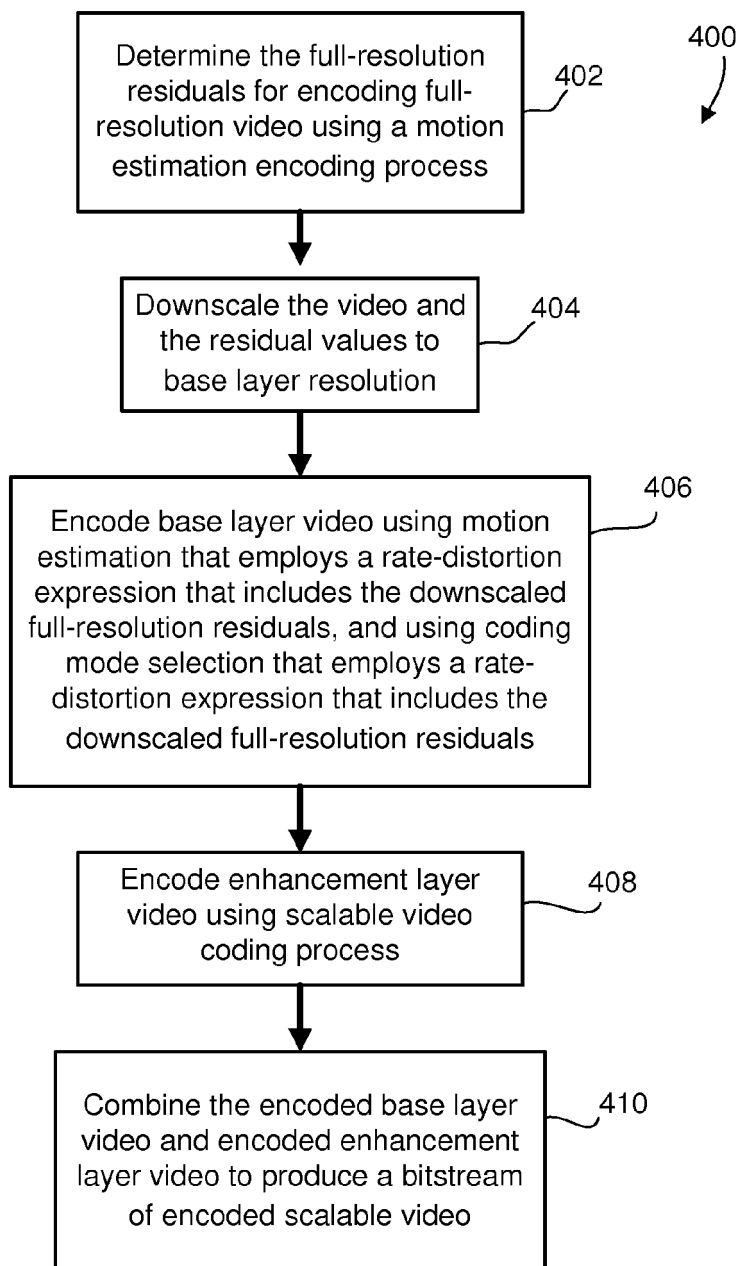 400
Determine the full-resolution
residuals for encoding full-
resolution video using a motion
estimation encoding process
402
Downscale the video and
the residual values to
base layer resolution
404
Encode base layer video using motion
estimation that employs a rate-distortion
expression that includes the downscaled
full-resolution residuals, and using coding
mode selection that employs a rate-
distortion expression that includes the
downscaled full-resolution residuals
406
Encode enhancement layer
video using scalable video
coding process
408
Combine the encoded base layer
video and encoded enhancement
layer video to produce a bitstream
of encoded scalable video
410